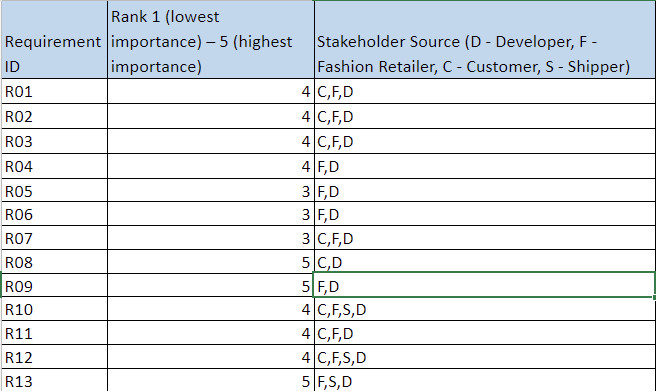 Requirement ID Rank 1 (lowest importance) – 5 (highest importance) Stakeholder Source (D - Developer, F - Fashion Retailer, C - Customer, S - Shipper)
R01 4 C,F,D
R02 4 C,F,D
R03 4 C,F,D
R04 4 F,D
R05 3 F,D
R06 3 F,D
R07 3 C,F,D
R08 5 C,D
R09 5 F,D
R10 4 C,F,S,D
R11 4 C,F,D
R12 4 C,F,S,D
R13 5 F,S,D